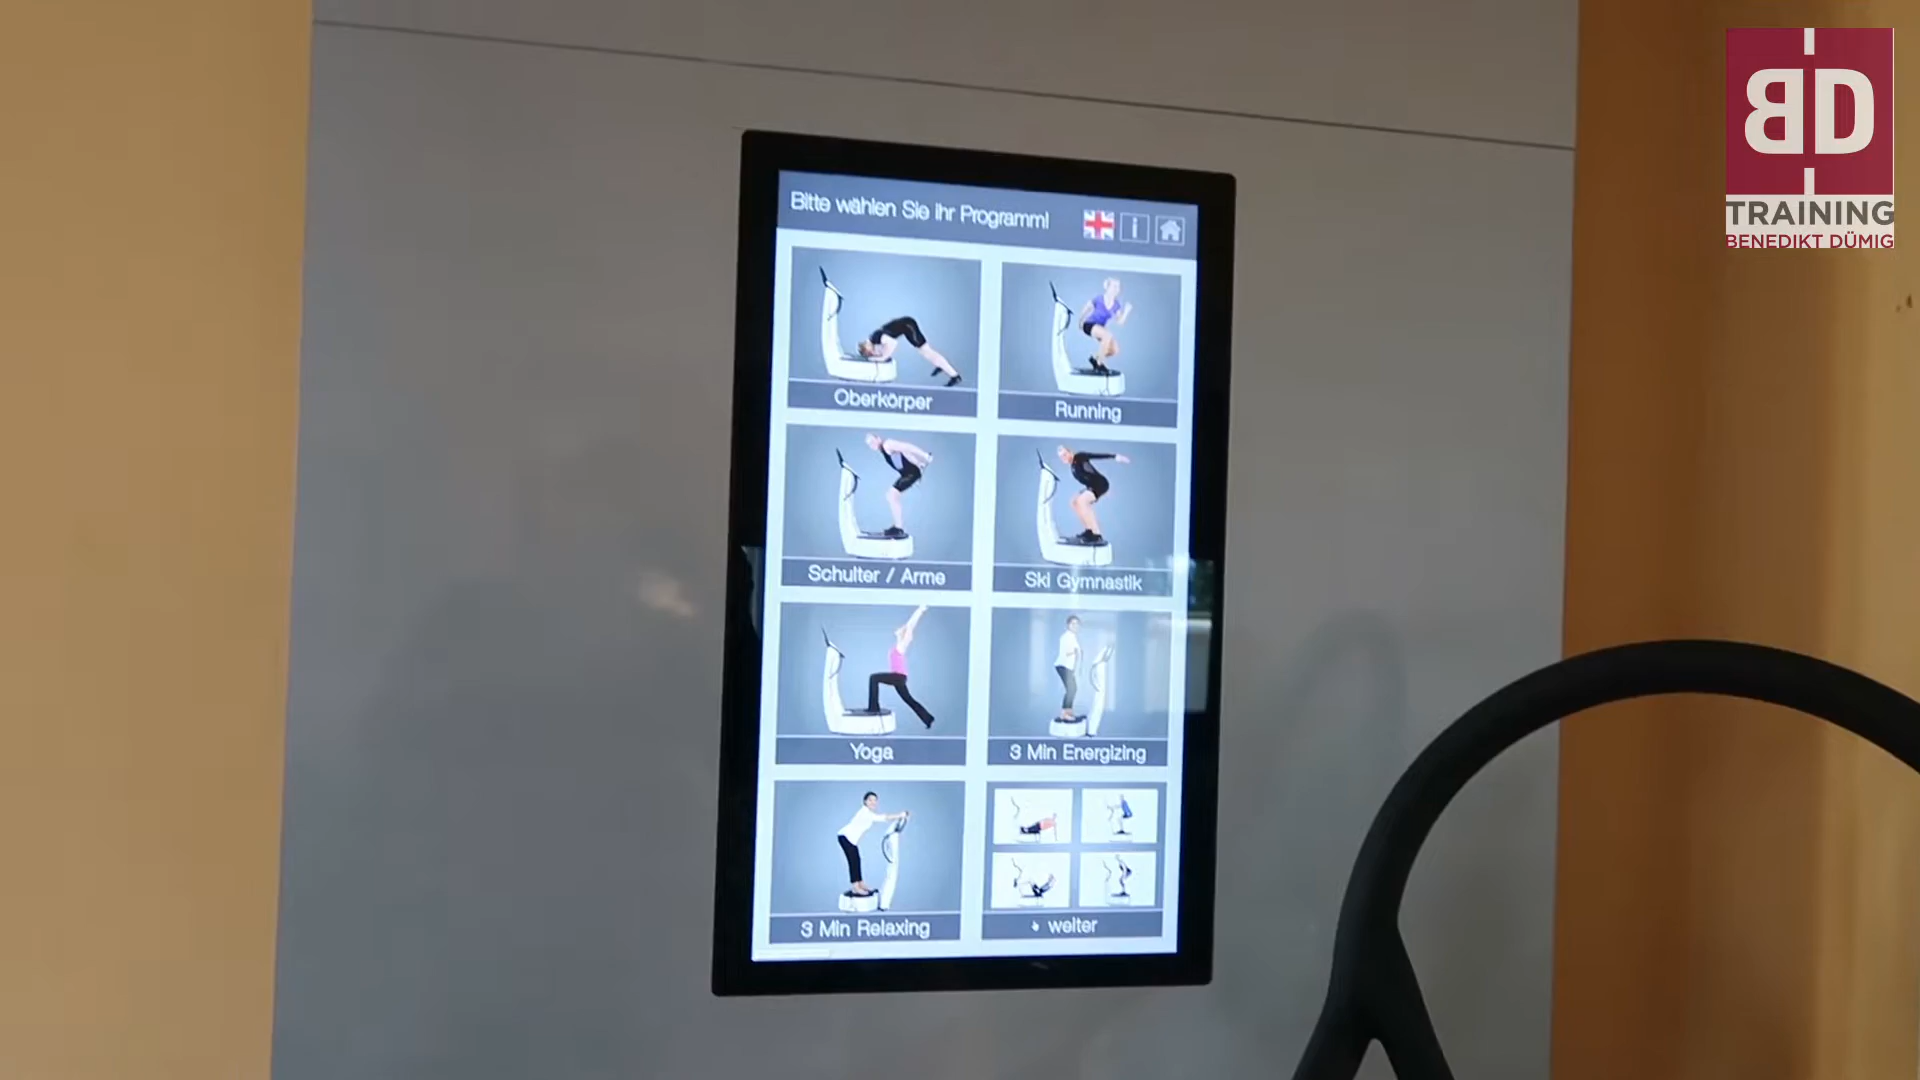 BD
TRAINING
BENEDIKT DÜMIG
Bitte wählen Sie Ihr Programm!
i
Oberkörper
Running
Schulter / Arme
Ski Gymnastik
Yoga
3 Min Energizing
3 Min Relaxing
weiter